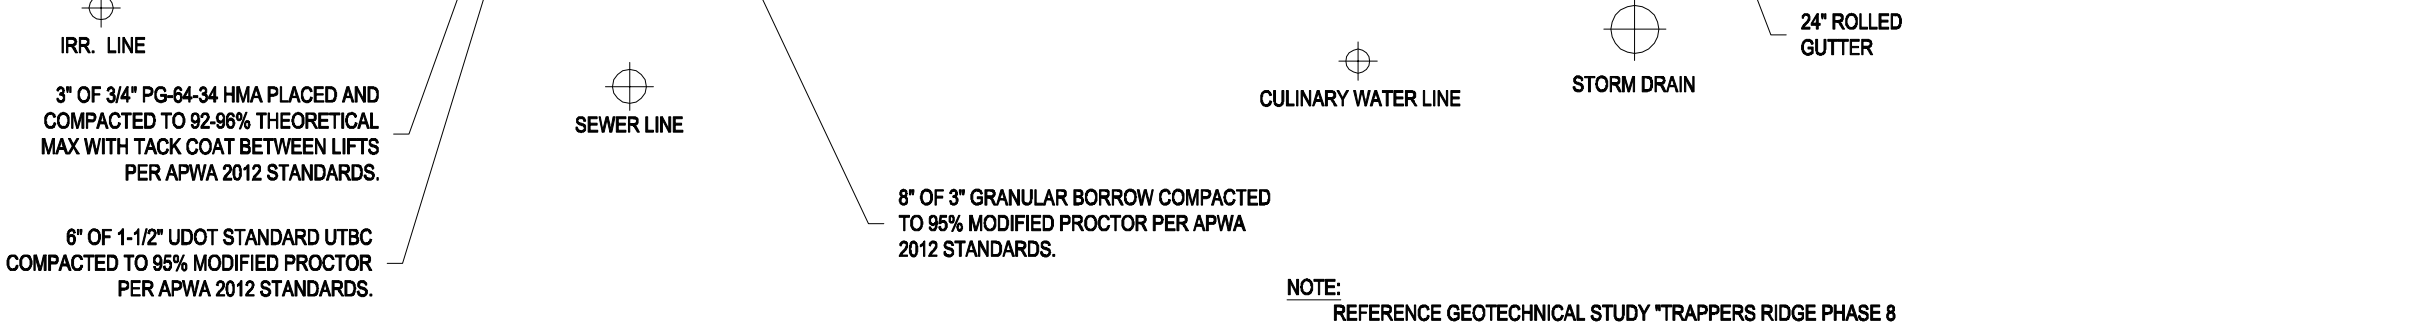 IRR. LINE
3" OF 3/4" PG-64-34 HMA PLACED AND
COMPACTED TO 92-96% THEORETICAL
MAX WITH TACK COAT BETWEEN LIFTS
PER APWA 2012 STANDARDS.
6" OF 1-1/2" UDOT STANDARD UTBC
COMPACTED TO 95% MODIFIED PROCTOR
PER APWA 2012 STANDARDS.
SEWER LINE
8" OF 3" GRANULAR BORROW COMPACTED
TO 95% MODIFIED PROCTOR PER APWA
2012 STANDARDS.
CULINARY WATER LINE
STORM DRAIN
24" ROLLED
GUTTER
NOTE:
REFERENCE GEOTECHNICAL STUDY "TRAPPERS RIDGE PHASE 8